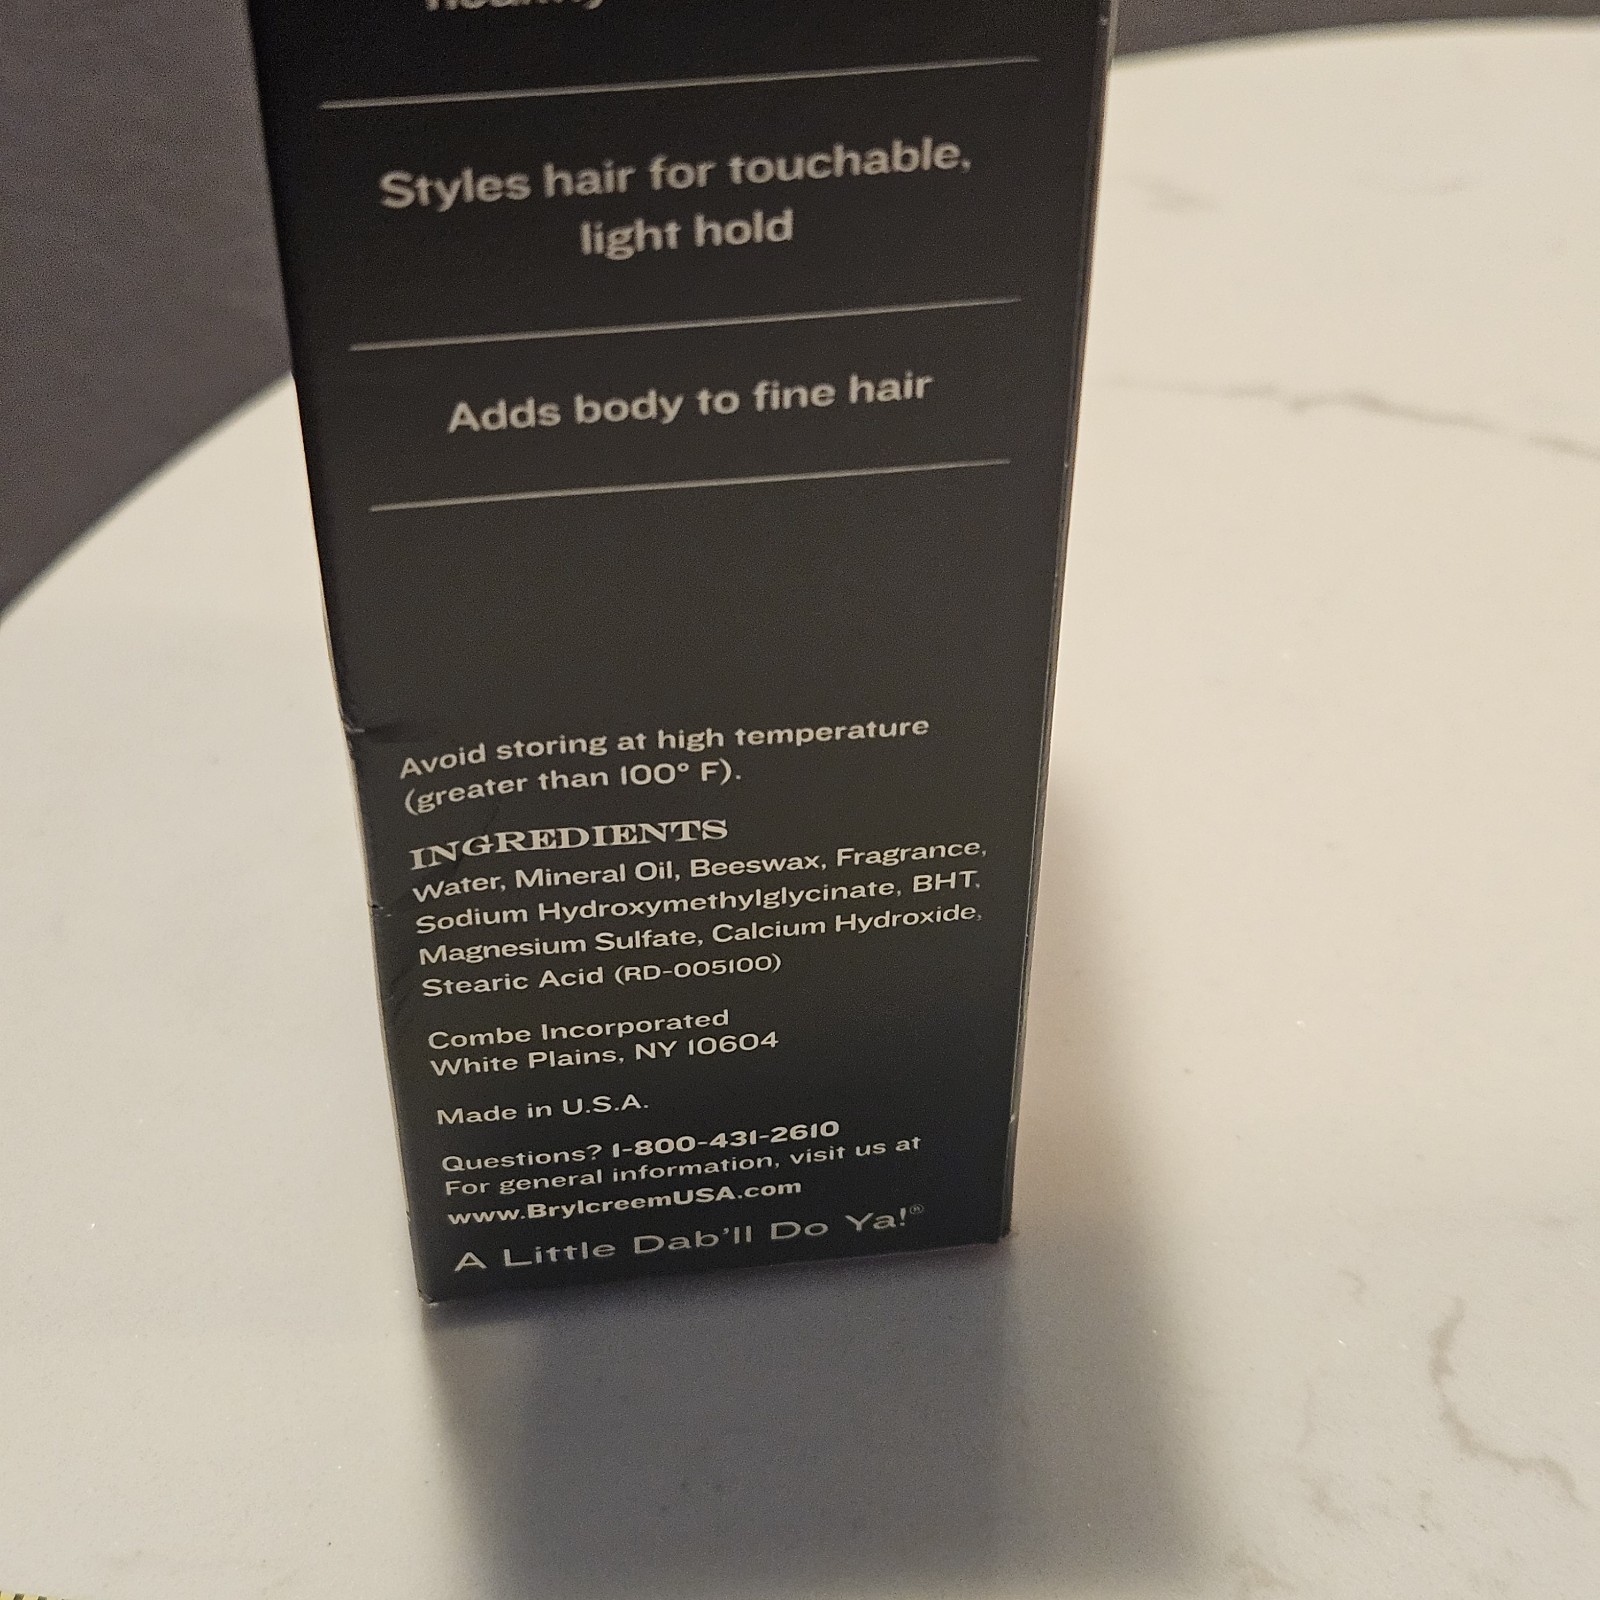 Styles hair for touchable,
light hold
Adds body to fine hair
Avoid storing at high temperature
(greater than 100° F).
INGREDIENTS
Water, Mineral Oil, Beeswax, Fragrance,
Sodium Hydroxymethylglycinate, BHT,
Magnesium Sulfate, Calcium Hydroxide,
Stearic Acid (RD-005100)
Combe Incorporated
White Plains, NY 10604
Made in U.S.A.
Questions? 1-800-431-2610
For general information, visit us at
www.BrylcreemUSA.com
A Little Dab'll Do Ya!®